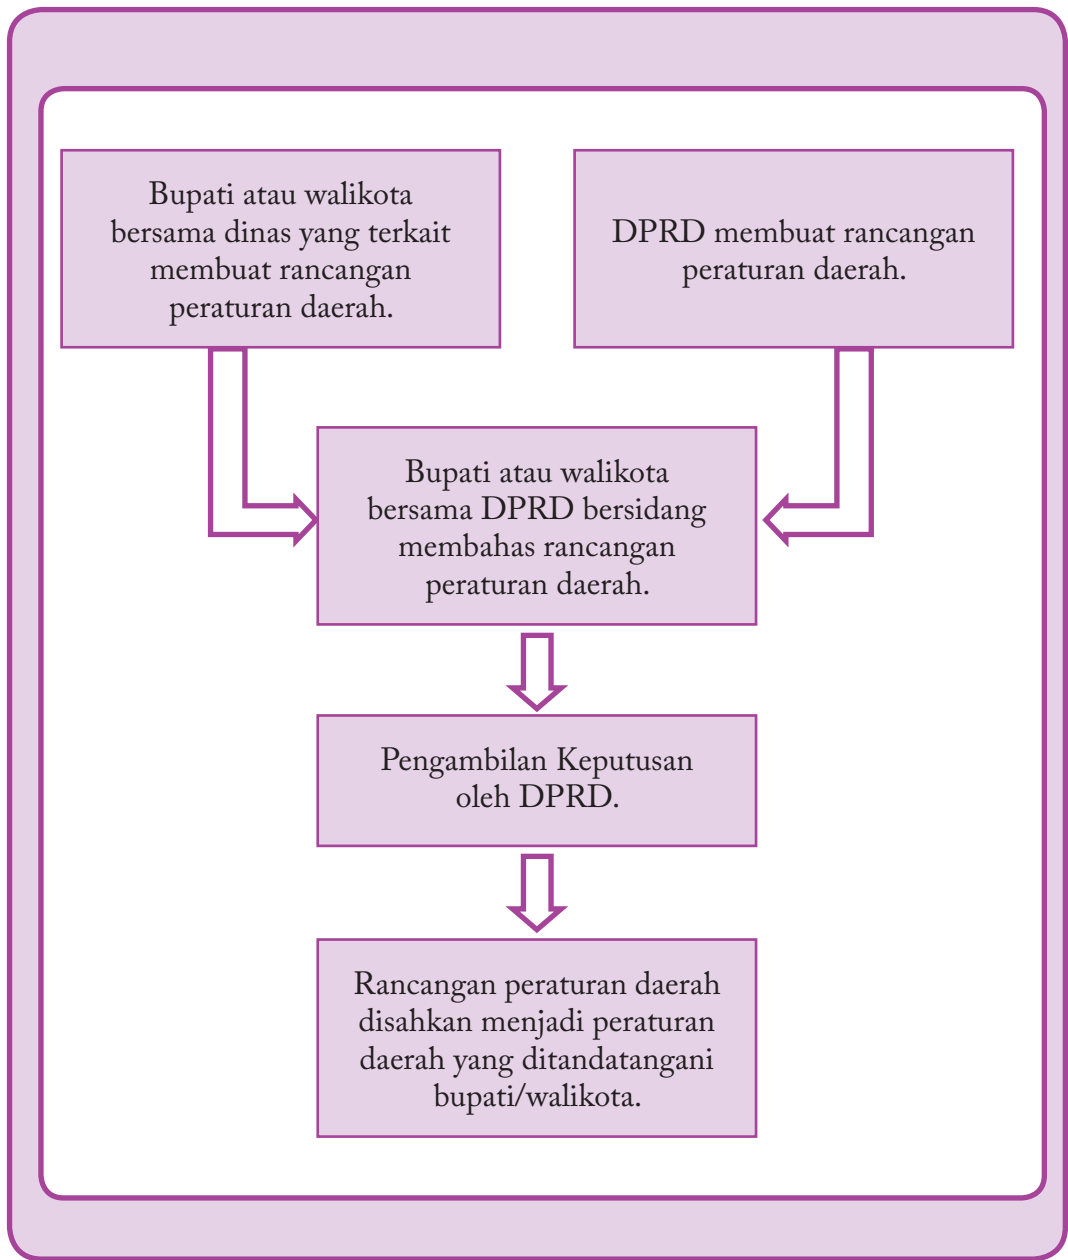 Bupati atau walikota
bersama dinas yang terkait
membuat rancangan
peraturan daerah.
DPRD membuat rancangan
peraturan daerah.
Bupati atau walikota
bersama DPRD bersidang
membahas rancangan
peraturan daerah.
Pengambilan Keputusan
oleh DPRD.
Rancangan peraturan daerah
disahkan menjadi peraturan
daerah yang ditandatangani
bupati/walikota.